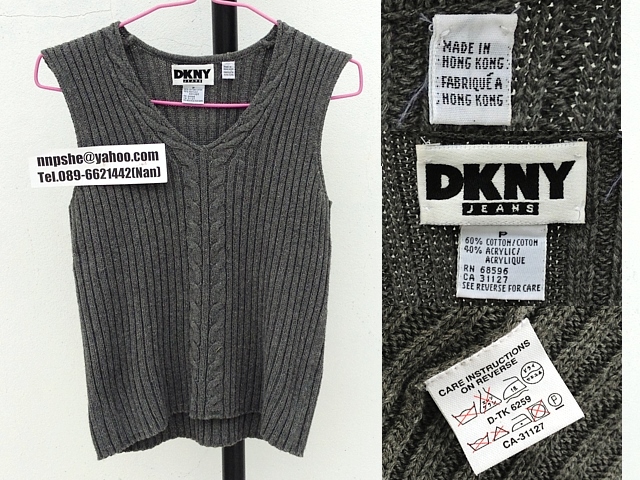 DKNY
JEANS
nnpshe@yahoo.com
Tel.089-6621442(Nan)
MADE IN
HONG KONG
FABRIQUÉ A
HONG KONG
DKNY
JEANS
P
60% COTTON/COTON
40% ACRYLIC/
ACRYLIQUE
RN 68596
CA 31127
SEE REVERSE FOR CARE
CARE INSTRUCTIONS
ON REVERSE
D-TK 6259
P
CA-31127